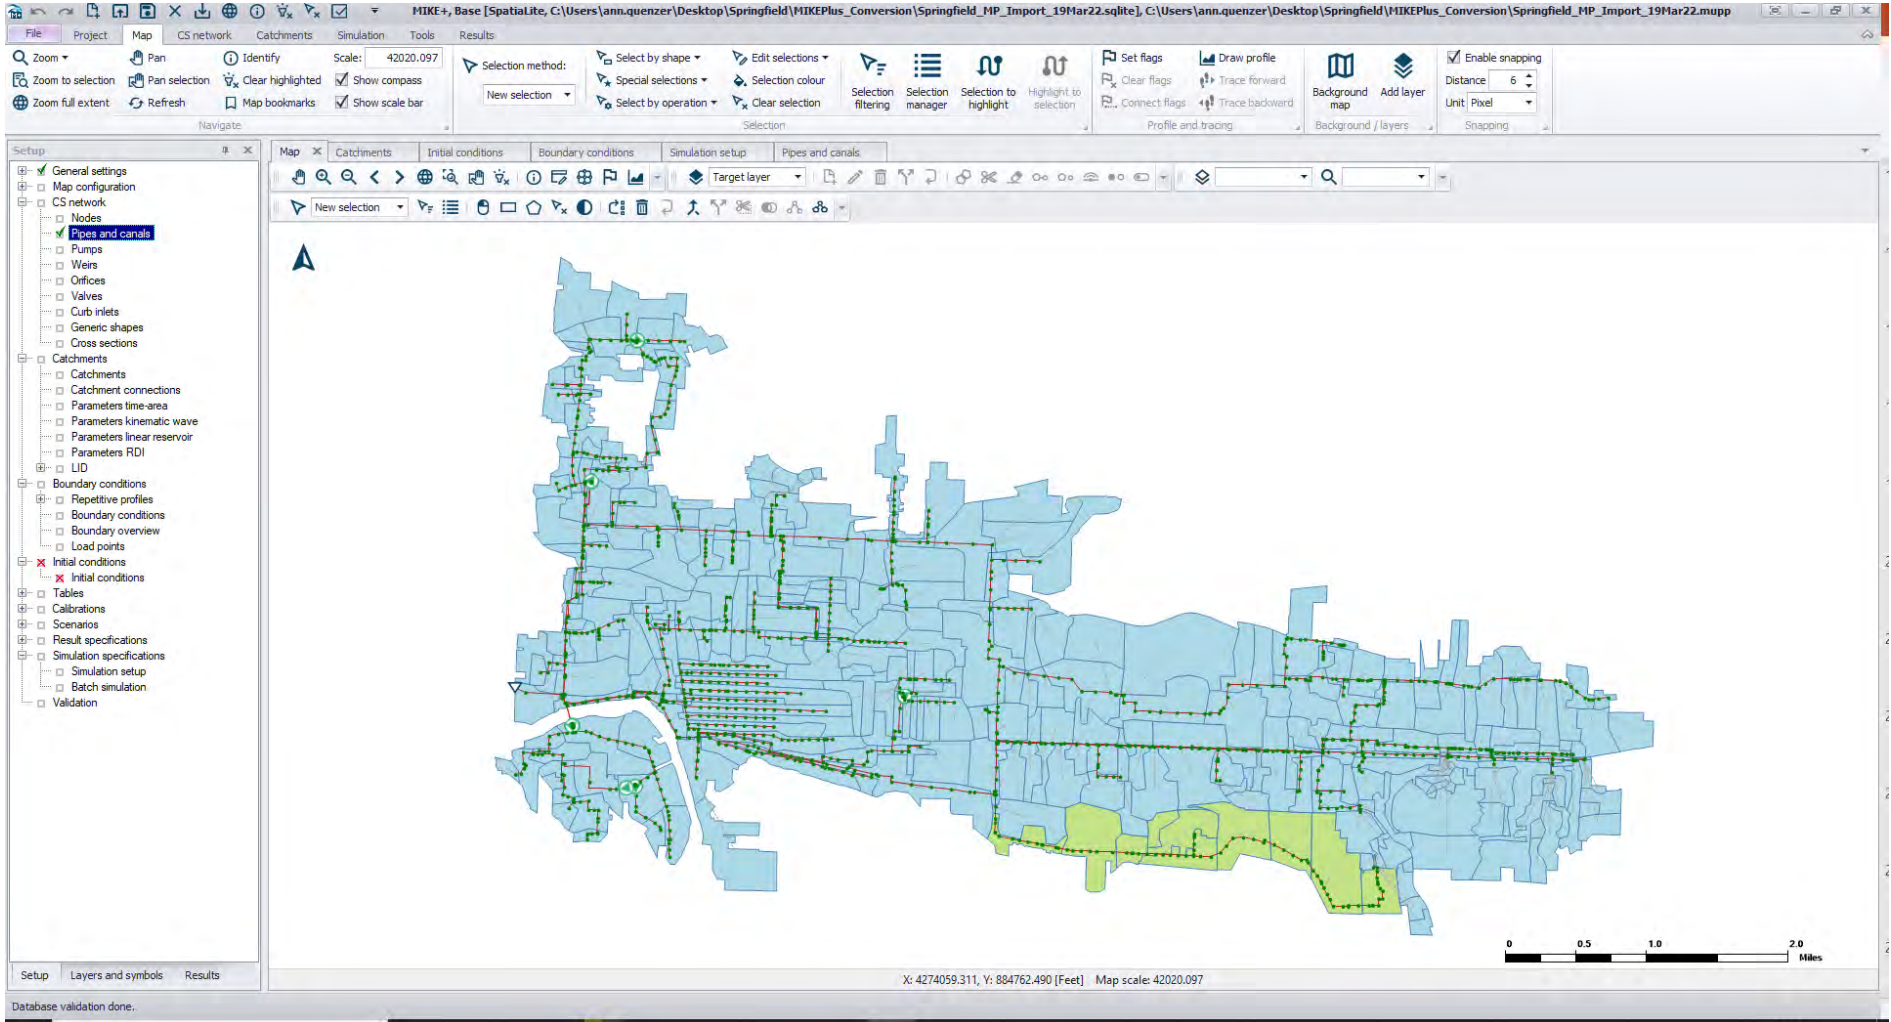 MIKE+, Base [SpatiaLite, C:\Users\ann.quenzer\Desktop\Springfield\MIKEPlus_Conversion\Springfield_MP_Import_19Mar22.sqlite], C:\Users\ann.quenzer\Desktop\Springfield\MIKEPlus_Conversion\Springfield_MP_Import_19Mar22.mupp
File Project Map CS network Catchments Simulation Tools Results
Zoom Pan Identify Scale: 42020.097
Zoom to selection Pan selection Clear highlighted Show compass
Zoom full extent Refresh Map bookmarks Show scale bar
Navigate
Selection method:
New selection
Select by shape Edit selections
Special selections Selection colour
Select by operation Clear selection
Selection filtering
Selection manager
Selection to highlight
Highlight to selection
Selection
Set flags Draw profile
Clear flags Trace forward
Connect flags Trace backward
Profile and tracing
Background map
Add layer
Background / layers
Enable snapping
Distance 6
Unit Pixel
Snapping
Setup
General settings
Map configuration
CS network
Nodes
Pipes and canals
Pumps
Weirs
Orifices
Valves
Curb inlets
Generic shapes
Cross sections
Catchments
Catchments
Catchment connections
Parameters time-area
Parameters kinematic wave
Parameters linear reservoir
Parameters RDI
LID
Boundary conditions
Repetitive profiles
Boundary conditions
Boundary overview
Load points
Initial conditions
Initial conditions
Tables
Calibrations
Scenarios
Result specifications
Simulation specifications
Simulation setup
Batch simulation
Validation
Setup Layers and symbols Results
Map Catchments Initial conditions Boundary conditions Simulation setup Pipes and canals
Target layer
New selection
0 0.5 1.0 2.0
Miles
X: 4274059.311, Y: 884762.490 [Feet] Map scale: 42020.097
Database validation done.